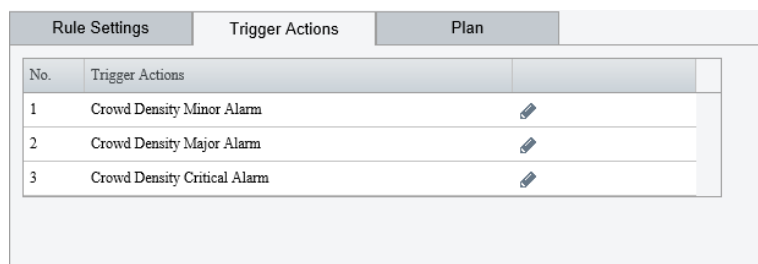 Rule Settings Trigger Actions Plan
No. Trigger Actions
1 Crowd Density Minor Alarm
2 Crowd Density Major Alarm
3 Crowd Density Critical Alarm